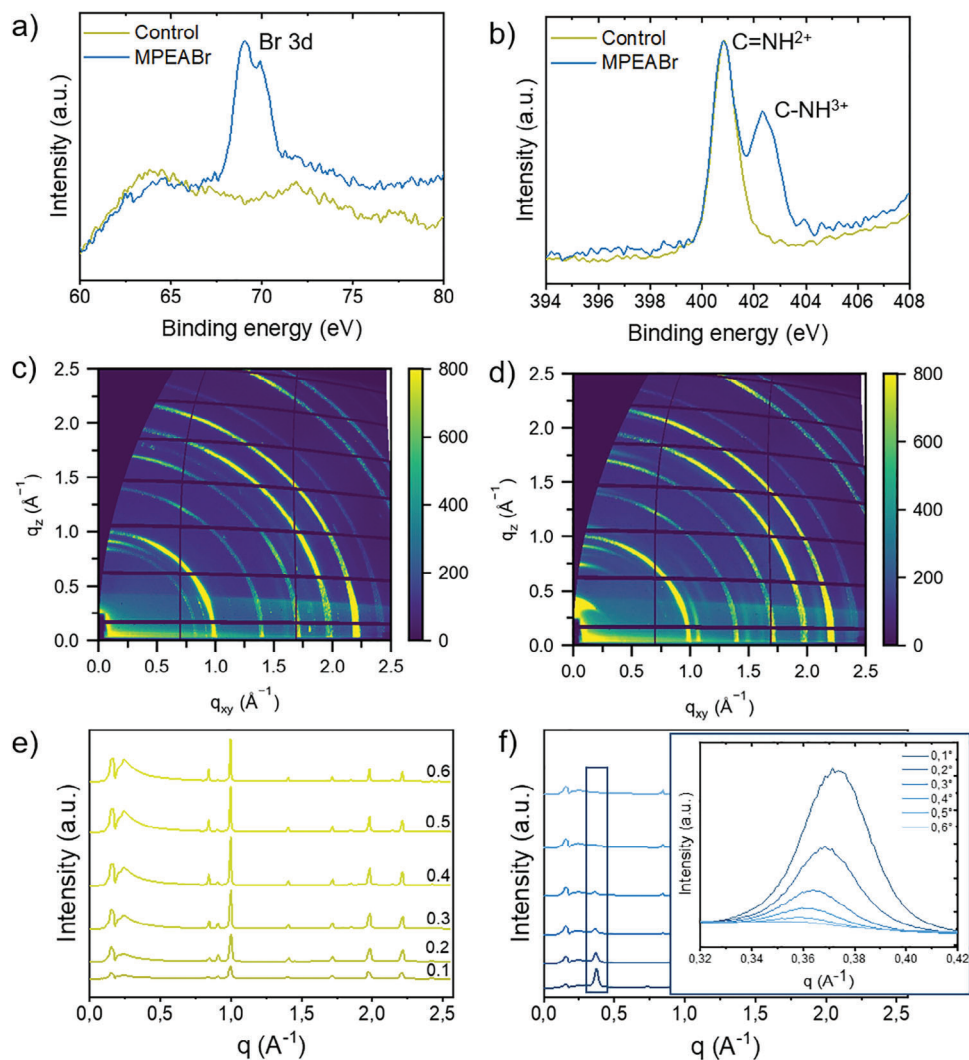 a)
Control
MPEABr
Br 3d
Intensity (a.u.)
60 65 70 75 80
Binding energy (eV)
b)
Control
MPEABr
C=NH²⁺
C-NH³⁺
Intensity (a.u.)
394 396 398 400 402 404 406 408
Binding energy (eV)
c)
2.5
2.0
1.5
1.0
0.5
0.0
q_z (Å⁻¹)
0.0 0.5 1.0 1.5 2.0 2.5
q_xy (Å⁻¹)
800
600
400
200
0
d)
2.5
2.0
1.5
1.0
0.5
0.0
q_z (Å⁻¹)
0.0 0.5 1.0 1.5 2.0 2.5
q_xy (Å⁻¹)
800
600
400
200
0
e)
Intensity (a.u.)
0.6
0.5
0.4
0.3
0.2
0.1
0,0 0,5 1,0 1,5 2,0 2,5
q (A⁻¹)
f)
Intensity (a.u.)
0,0 0,5 1,0 1,5 2,0 2,5
q (A⁻¹)
Intensity (a.u.)
0,1°
0,2°
0,3°
0,4°
0,5°
0,6°
0,32 0,34 0,36 0,38 0,40 0,42
q (A⁻¹)